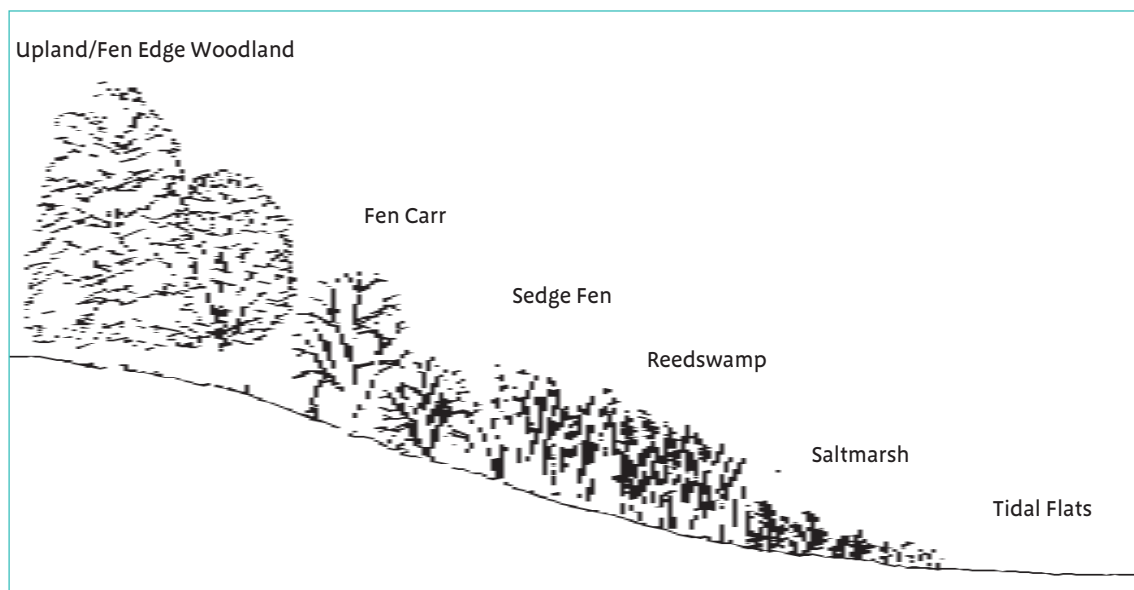 Upland/Fen Edge Woodland
Fen Carr
Sedge Fen
Reedswamp
Saltmarsh
Tidal Flats